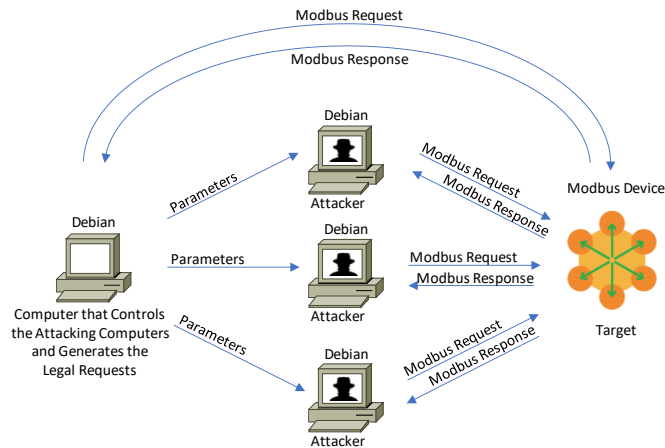 Modbus Request
Modbus Response
Debian
Attacker
Parameters
Modbus Request
Modbus Response
Modbus Device
Debian
Computer that Controls
the Attacking Computers
and Generates the
Legal Requests
Parameters
Debian
Attacker
Modbus Request
Modbus Response
Target
Parameters
Debian
Attacker
Modbus Request
Modbus Response